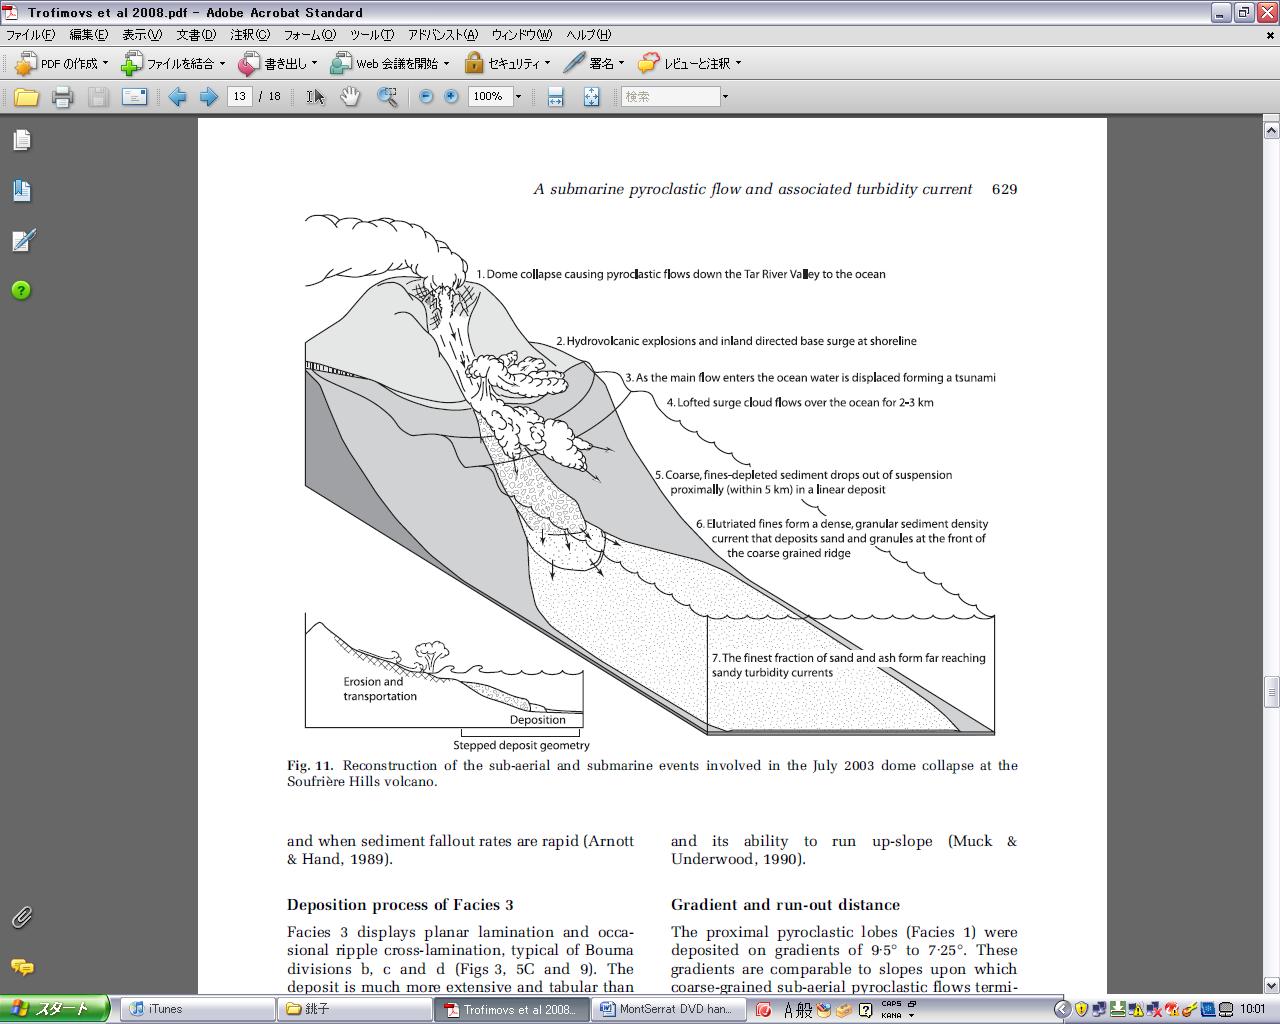 Trofimovs et al 2008.pdf - Adobe Acrobat Standard
ファイル(F) 編集(E) 表示(V) 文書(D) 注釈(C) フォーム(O) ツール(T) アドバンスト(A) ウィンドウ(W) ヘルプ(H)
PDF の作成 ファイルを結合 書き出し Web 会議を開始 セキュリティ 署名 レビューと注釈
13 / 18 100% 検索
A submarine pyroclastic flow and associated turbidity current 629
1. Dome collapse causing pyroclastic flows down the Tar River Valley to the ocean
2. Hydrovolcanic explosions and inland directed base surge at shoreline
3. As the main flow enters the ocean water is displaced forming a tsunami
4. Lofted surge cloud flows over the ocean for 2-3 km
5. Coarse, fines-depleted sediment drops out of suspension
proximally (within 5 km) in a linear deposit
6. Elutriated fines form a dense, granular sediment density
current that deposits sand and granules at the front of
the coarse grained ridge
7. The finest fraction of sand and ash form far reaching
sandy turbidity currents
Erosion and
transportation
Deposition
Stepped deposit geometry
Fig. 11. Reconstruction of the sub-aerial and submarine events involved in the July 2003 dome collapse at the
Soufrière Hills volcano.
and when sediment fallout rates are rapid (Arnott
& Hand, 1989).
Deposition process of Facies 3
Facies 3 displays planar lamination and occa-
sional ripple cross-lamination, typical of Bouma
divisions b, c and d (Figs 3, 5C and 9). The
deposit is much more extensive and tabular than
and its ability to run up-slope (Muck &
Underwood, 1990).
Gradient and run-out distance
The proximal pyroclastic lobes (Facies 1) were
deposited on gradients of 9·5° to 7·25°. These
gradients are comparable to slopes upon which
coarse-grained sub-aerial pyroclastic flows termi-
スタート iTunes 銚子 Trofimovs et al 2008... MontSerrat DVD han... A 般 CAPS KANA 10:01